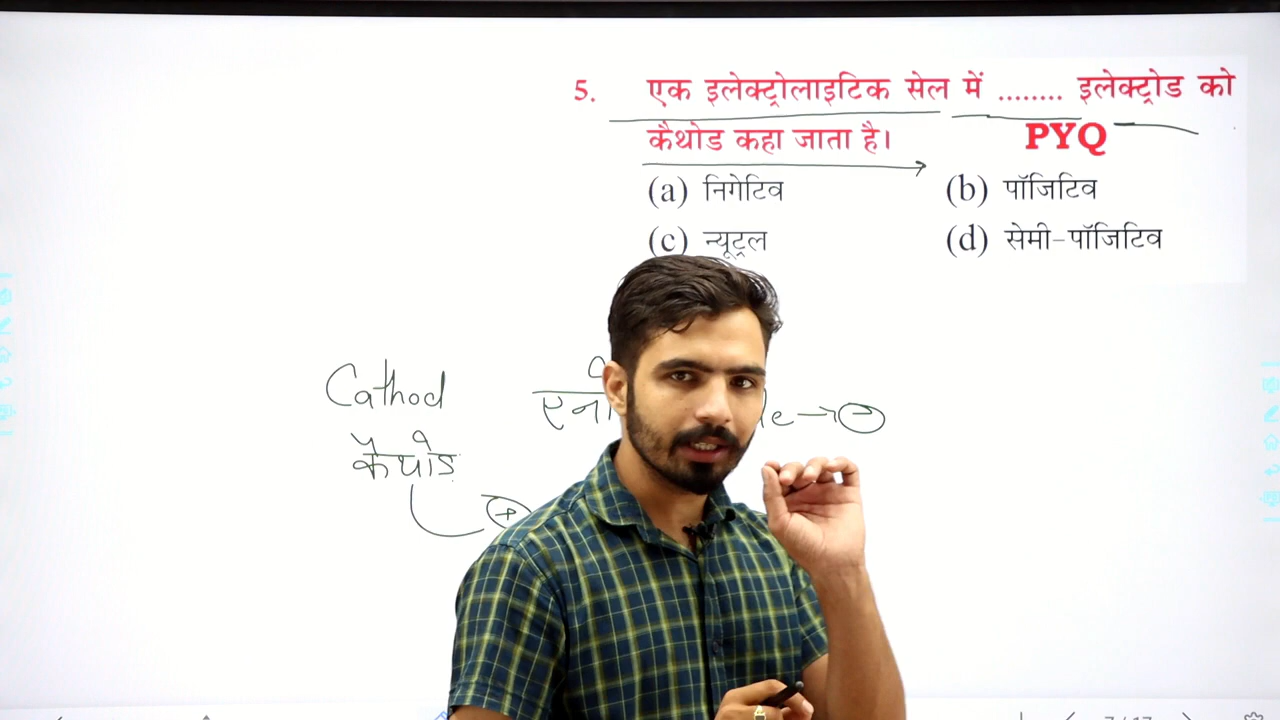 5. एक इलेक्ट्रोलाइटिक सेल में ........ इलेक्ट्रोड को
कैथोड कहा जाता है। PYQ
(a) निगेटिव (b) पॉजिटिव
(c) न्यूट्रल (d) सेमी-पॉजिटिव
Cathod
कैथोड
+
→ −